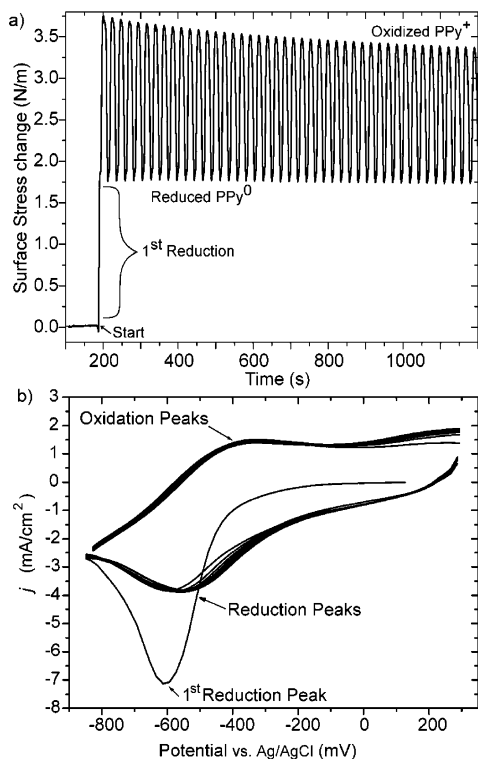 a)
Surface Stress change (N/m)
3.5
3.0
2.5
2.0
1.5
1.0
0.5
0.0
Oxidized PPy+
Reduced PPy0
1st Reduction
Start
200 400 600 800 1000
Time (s)
b)
j (mA/cm2)
3
2
1
0
-1
-2
-3
-4
-5
-6
-7
-8
Oxidation Peaks
Reduction Peaks
1st Reduction Peak
-800 -600 -400 -200 0 200
Potential vs. Ag/AgCl (mV)